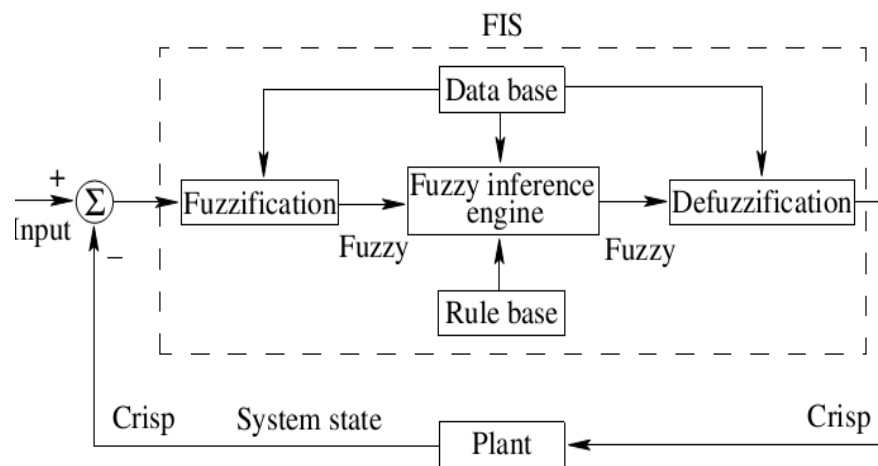 FIS
Data base
+
Σ
Fuzzification
Fuzzy inference
engine
Defuzzification
Input
–
Fuzzy
Fuzzy
Rule base
Crisp
System state
Plant
Crisp